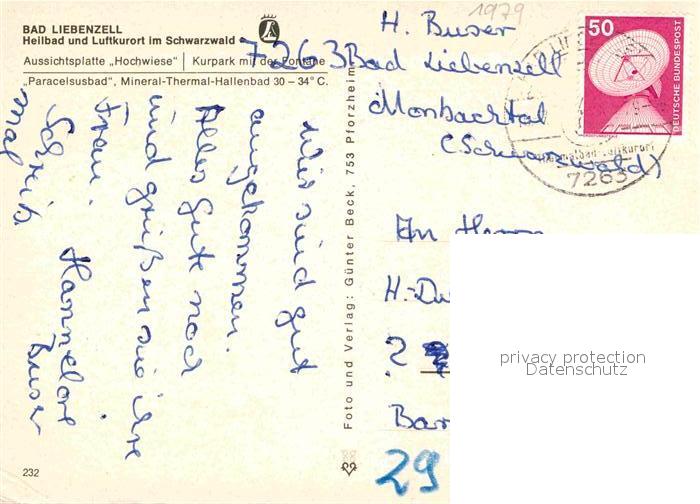 BAD LIEBENZELL
Heilbad und Luftkurort im Schwarzwald
Aussichtsplatte „Hochwiese" | Kurpark mit der Fontäne
„Paracelsusbad", Mineral-Thermal-Hallenbad 30–34° C.
1979
H. Buser
7263 Bad Liebenzell
Monbachtal
(Schwarzwald)
50
DEUTSCHE BUNDESPOST
7263
Wir sind gut
angekommen.
Alles Gute noch
und grüßen sie ihre
Frau.
Schreib Hannelore
mal Buser
Foto und Verlag: Günter Beck, 753 Pforzheim
An Herrn
H.-
?
29
232
privacy protection
Datenschutz